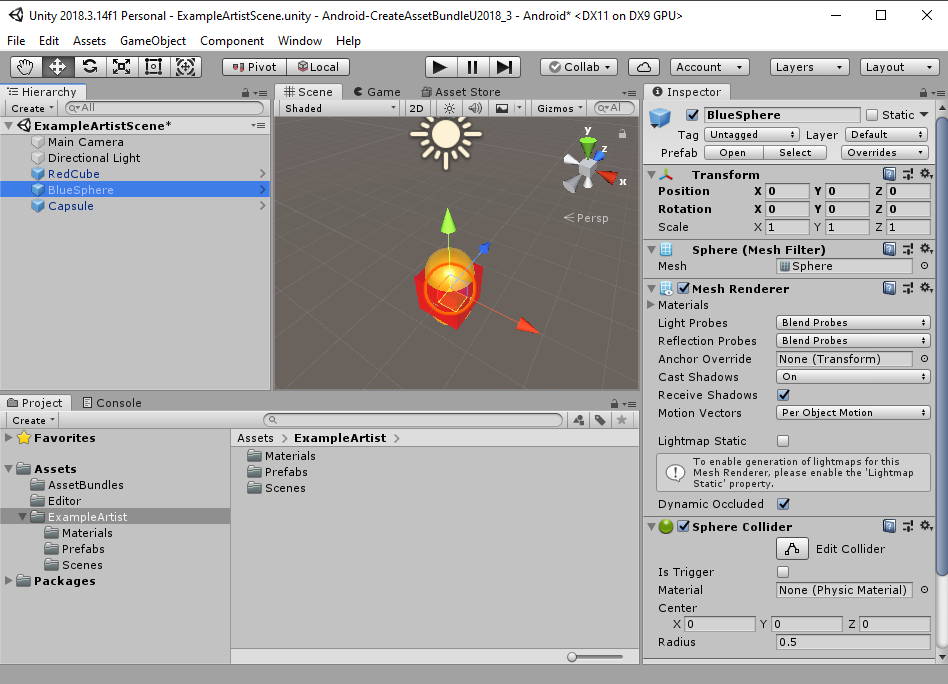 Unity 2018.3.14f1 Personal - ExampleArtistScene.unity - Android-CreateAssetBundleU2018_3 - Android* <DX11 on DX9 GPU>
File Edit Assets GameObject Component Window Help
Pivot Local Collab Account Layers Layout
Hierarchy
Create All
ExampleArtistScene*
Main Camera
Directional Light
RedCube
BlueSphere
Capsule
Scene Game Asset Store
Shaded 2D Gizmos Al
y
z
x
Persp
Inspector
BlueSphere Static
Tag Untagged Layer Default
Prefab Open Select Overrides
Transform
Position X 0 Y 0 Z 0
Rotation X 0 Y 0 Z 0
Scale X 1 Y 1 Z 1
Sphere (Mesh Filter)
Mesh Sphere
Mesh Renderer
Materials
Light Probes Blend Probes
Reflection Probes Blend Probes
Anchor Override None (Transform)
Cast Shadows On
Receive Shadows
Motion Vectors Per Object Motion
Lightmap Static
To enable generation of lightmaps for this
Mesh Renderer, please enable the 'Lightmap
Static' property.
Dynamic Occluded
Sphere Collider
Edit Collider
Is Trigger
Material None (Physic Material)
Center
X 0 Y 0 Z 0
Radius 0.5
Project Console
Create
Favorites
Assets
AssetBundles
Editor
ExampleArtist
Materials
Prefabs
Scenes
Packages
Assets > ExampleArtist >
Materials
Prefabs
Scenes